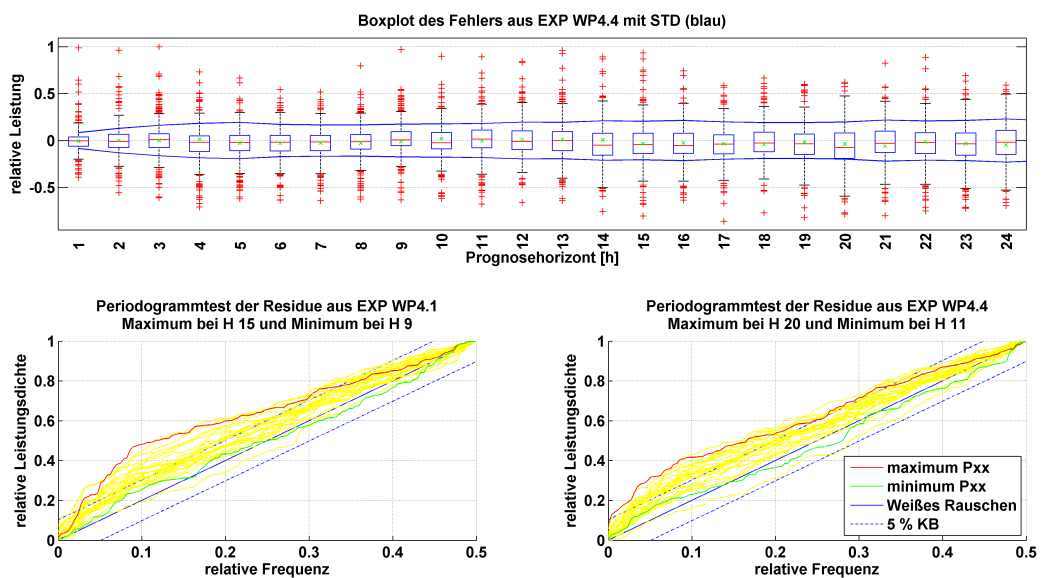 Boxplot des Fehlers aus EXP WP4.4 mit STD (blau)
relative Leistung
1
0.5
0
-0.5
1 2 3 4 5 6 7 8 9 10 11 12 13 14 15 16 17 18 19 20 21 22 23 24
Prognosehorizont [h]
Periodogrammtest der Residue aus EXP WP4.1
Maximum bei H 15 und Minimum bei H 9
relative Leistungsdichte
1
0.8
0.6
0.4
0.2
0
0 0.1 0.2 0.3 0.4 0.5
relative Frequenz
Periodogrammtest der Residue aus EXP WP4.4
Maximum bei H 20 und Minimum bei H 11
relative Leistungsdichte
1
0.8
0.6
0.4
0.2
0
0 0.1 0.2 0.3 0.4 0.5
relative Frequenz
maximum Pxx
minimum Pxx
Weißes Rauschen
5 % KB